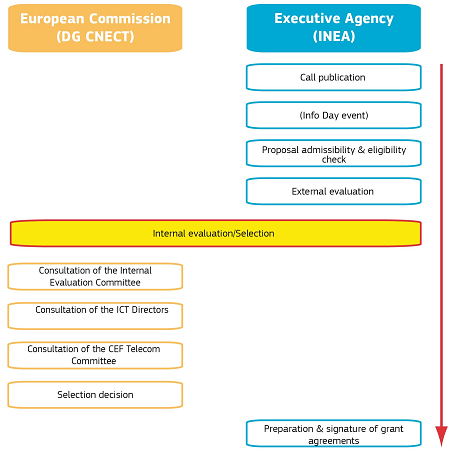 European Commission
(DG CNECT)
Executive Agency
(INEA)
Call publication
(Info Day event)
Proposal admissibility & eligibility
check
External evaluation
Internal evaluation/Selection
Consultation of the Internal
Evaluation Committee
Consultation of the ICT Directors
Consultation of the CEF Telecom
Committee
Selection decision
Preparation & signature of grant
agreements